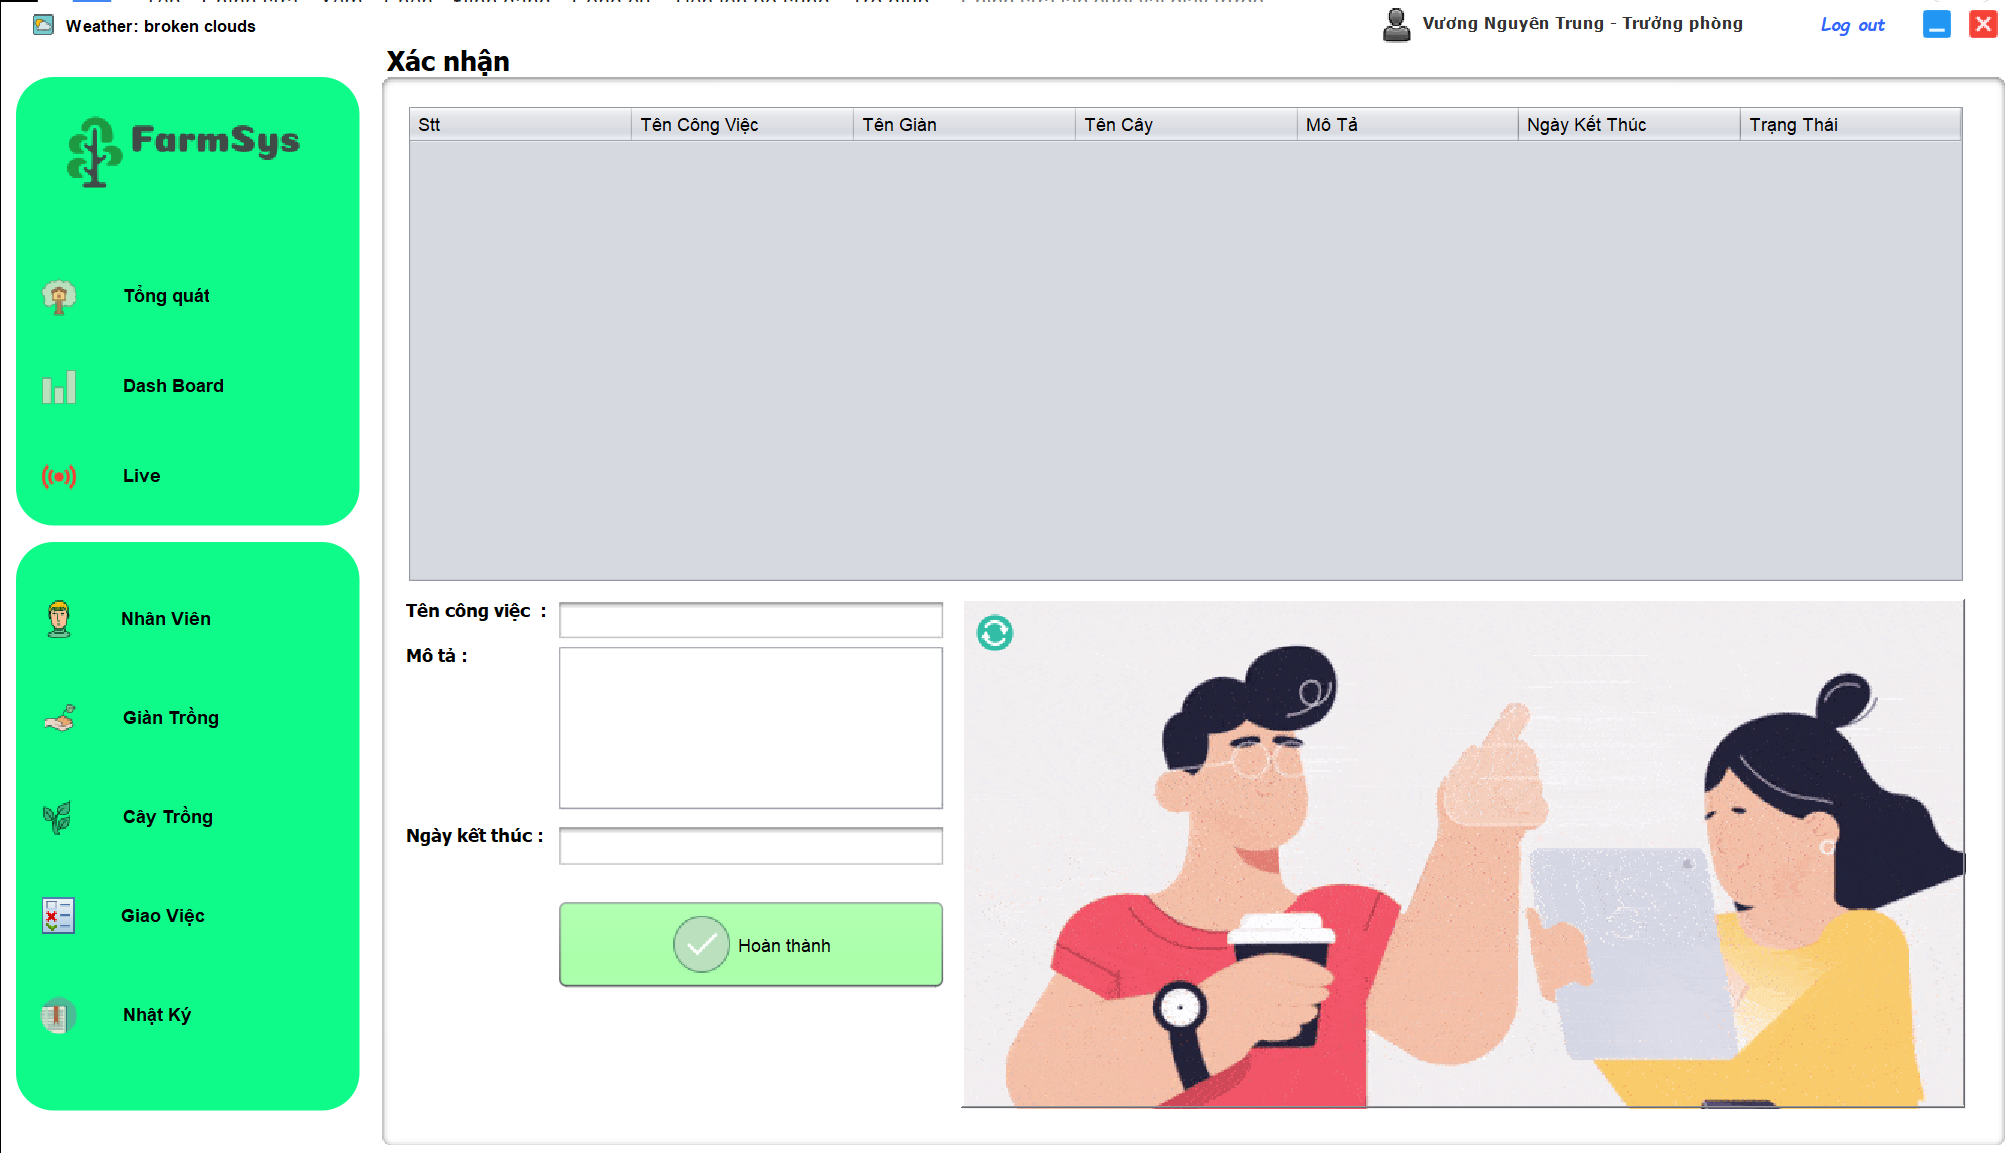 Weather: broken clouds
Vương Nguyên Trung - Trưởng phòng
Log out
Xác nhận
FarmSys
Tổng quát
Dash Board
Live
Nhân Viên
Giàn Trồng
Cây Trồng
Giao Việc
Nhật Ký
Stt Tên Công Việc Tên Giàn Tên Cây Mô Tả Ngày Kết Thúc Trạng Thái
Tên công việc :
Mô tả :
Ngày kết thúc :
Hoàn thành